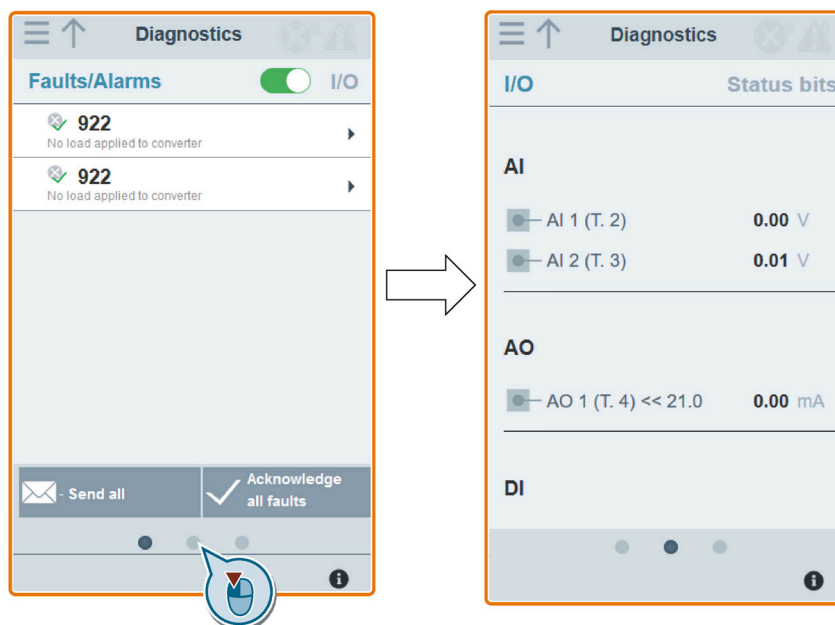 Diagnostics
Faults/Alarms I/O
922
No load applied to converter
922
No load applied to converter
- Send all
Acknowledge
all faults
Diagnostics
I/O Status bits
AI
AI 1 (T. 2) 0.00 V
AI 2 (T. 3) 0.01 V
AO
AO 1 (T. 4) << 21.0 0.00 mA
DI